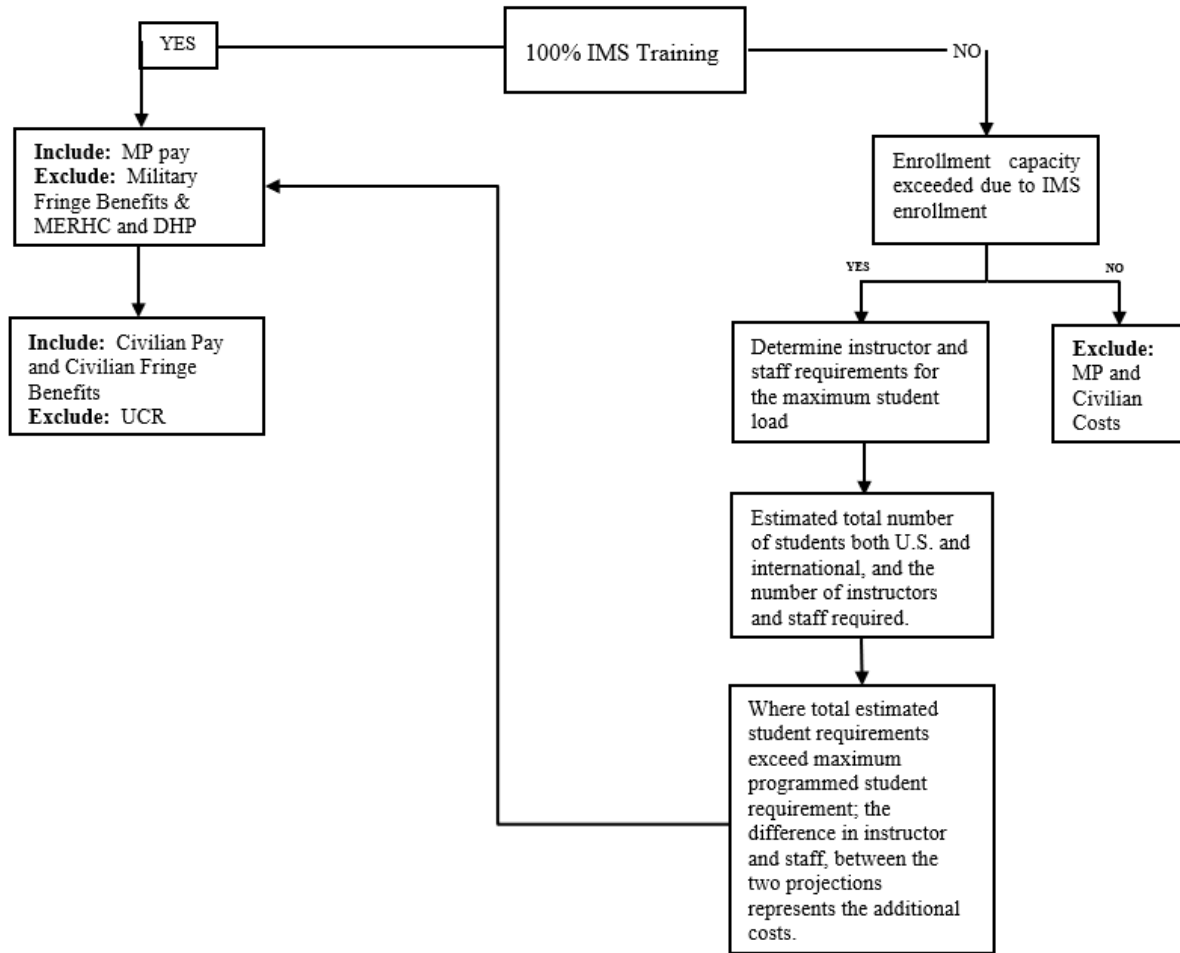 YES
100% IMS Training
NO
Include: MP pay
Exclude: Military
Fringe Benefits &
MERHC and DHP
Enrollment capacity
exceeded due to IMS
enrollment
YES
NO
Include: Civilian Pay
and Civilian Fringe
Benefits
Exclude: UCR
Determine instructor and
staff requirements for
the maximum student
load
Exclude:
MP and
Civilian
Costs
Estimated total number
of students both U.S. and
international, and the
number of instructors
and staff required.
Where total estimated
student requirements
exceed maximum
programmed student
requirement; the
difference in instructor
and staff, between the
two projections
represents the additional
costs.